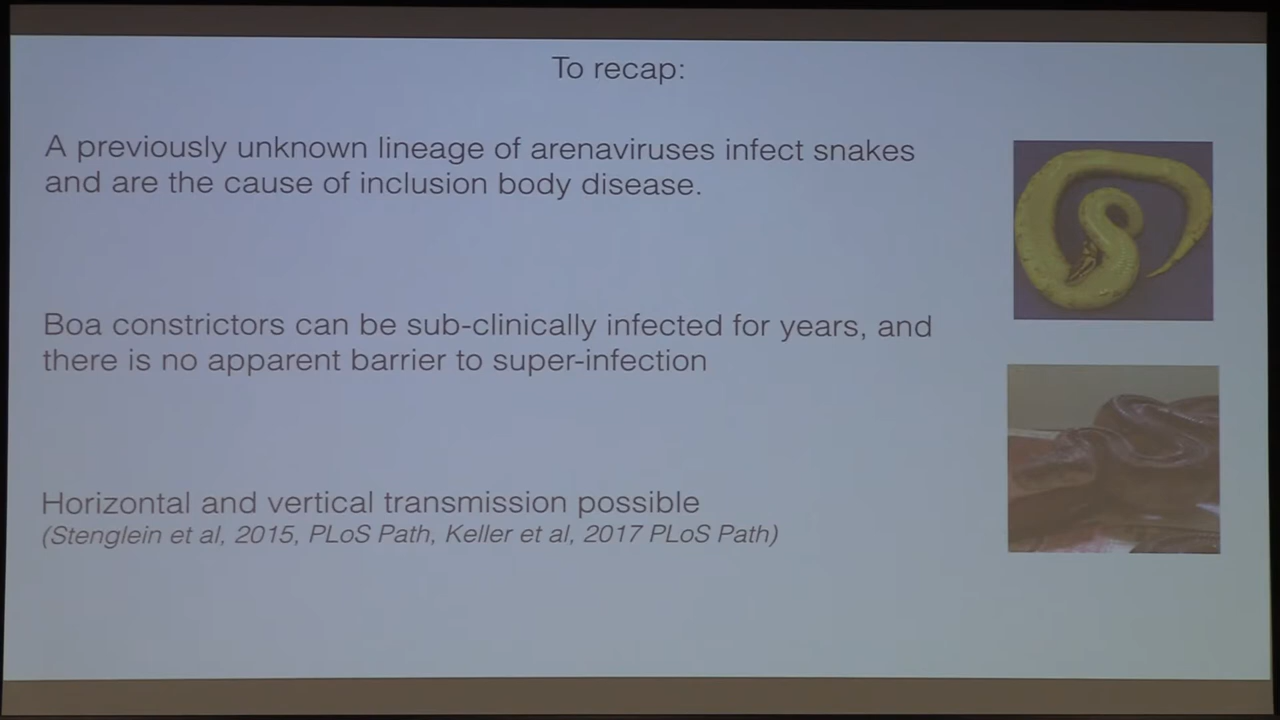 To recap:
A previously unknown lineage of arenaviruses infect snakes
and are the cause of inclusion body disease.
Boa constrictors can be sub-clinically infected for years, and
there is no apparent barrier to super-infection
Horizontal and vertical transmission possible
(Stenglein et al, 2015, PLoS Path, Keller et al, 2017 PLoS Path)